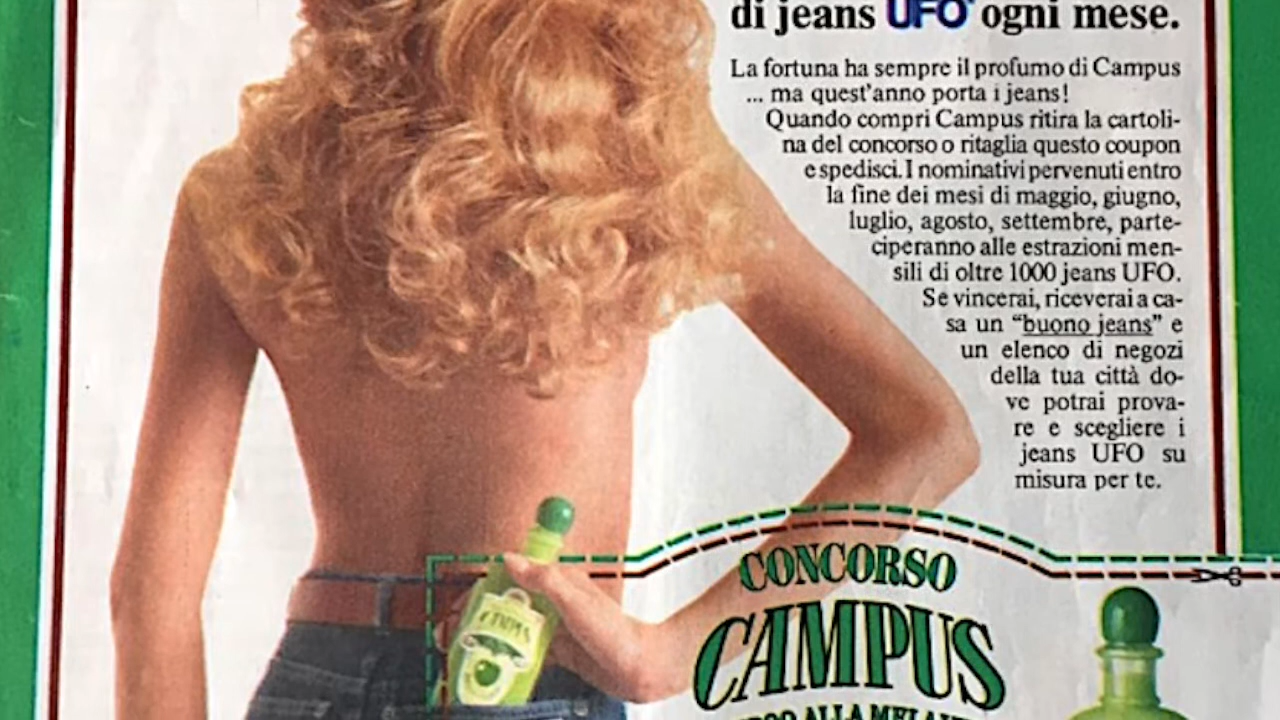 di jeans UFO ogni mese.
La fortuna ha sempre il profumo di Campus
... ma quest'anno porta i jeans!
Quando compri Campus ritira la cartoli-
na del concorso o ritaglia questo coupon
e spedisci. I nominativi pervenuti entro
la fine dei mesi di maggio, giugno,
luglio, agosto, settembre, parte-
ciperanno alle estrazioni men-
sili di oltre 1000 jeans UFO.
Se vincerai, riceverai a ca-
sa un "buono jeans" e
un elenco di negozi
della tua città do-
ve potrai prova-
re e scegliere i
jeans UFO su
misura per te.
CONCORSO
CAMPUS
ALLA